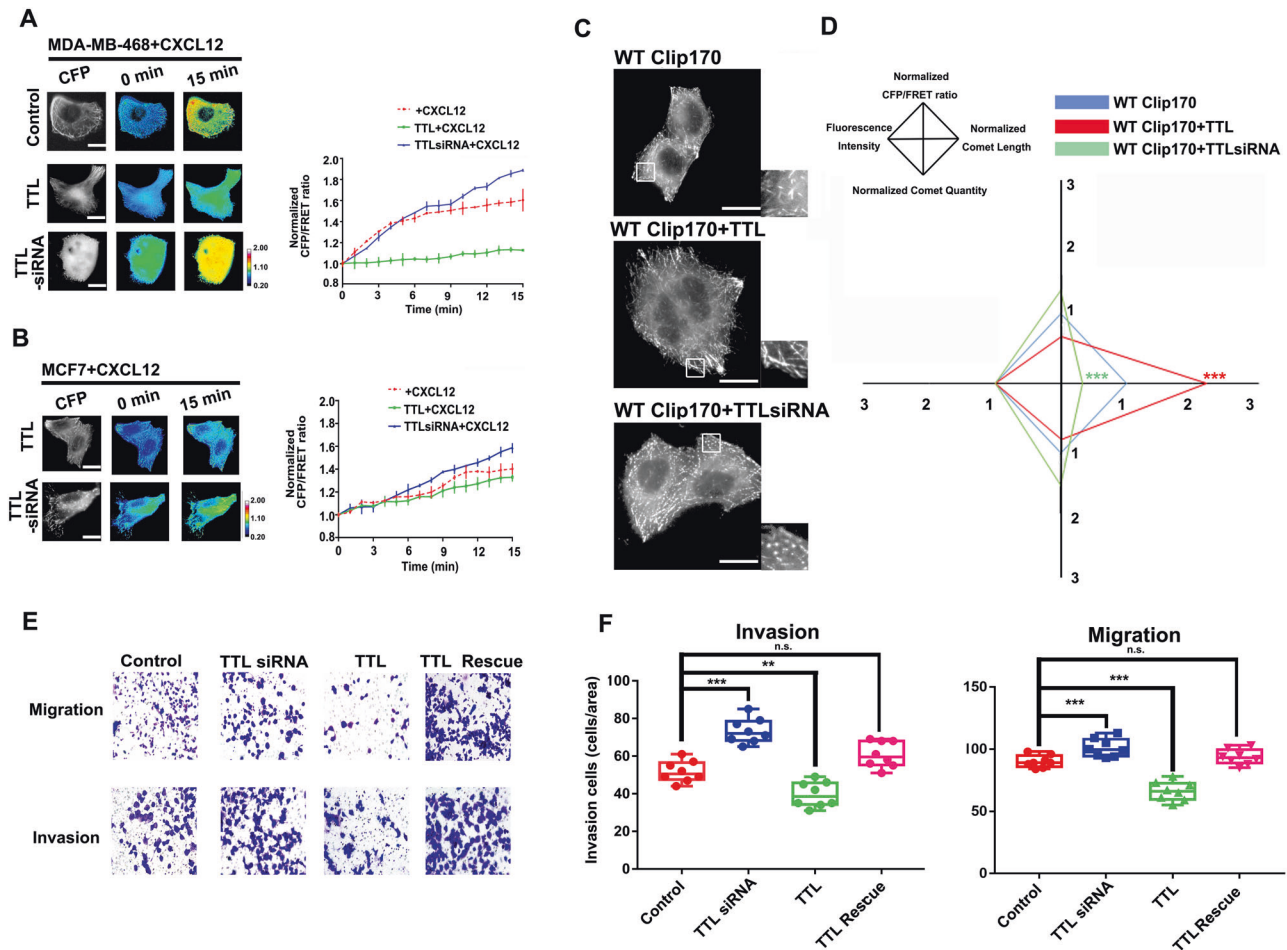 A
MDA-MB-468+CXCL12
CFP 0 min 15 min
Control
TTL
TTL
-siRNA
2.00
1.10
0.20
+CXCL12
TTL+CXCL12
TTLsiRNA+CXCL12
Normalized
CFP/FRET ratio
2.0
1.8
1.6
1.4
1.2
1.0
0 3 6 9 12 15
Time (min)
B
MCF7+CXCL12
CFP 0 min 15 min
TTL
TTL
-siRNA
2.00
1.10
0.20
+CXCL12
TTL+CXCL12
TTLsiRNA+CXCL12
Normalized
CFP/FRET ratio
2.0
1.8
1.6
1.4
1.2
1.0
0 3 6 9 12 15
Time (min)
C
WT Clip170
WT Clip170+TTL
WT Clip170+TTLsiRNA
D
Normalized
CFP/FRET ratio
Fluorescence
Intensity
Normalized
Comet Length
Normalized Comet Quantity
WT Clip170
WT Clip170+TTL
WT Clip170+TTLsiRNA
3
2
1
*** ***
3 2 1 1 2 3
1
2
3
E
Control TTL siRNA TTL TTL Rescue
Migration
Invasion
F
Invasion
n.s.
**
***
Invasion cells (cells/area)
100
80
60
40
20
0
Control TTL siRNA TTL TTL Rescue
Migration
n.s.
***
***
150
100
50
0
Control TTL siRNA TTL TTL Rescue